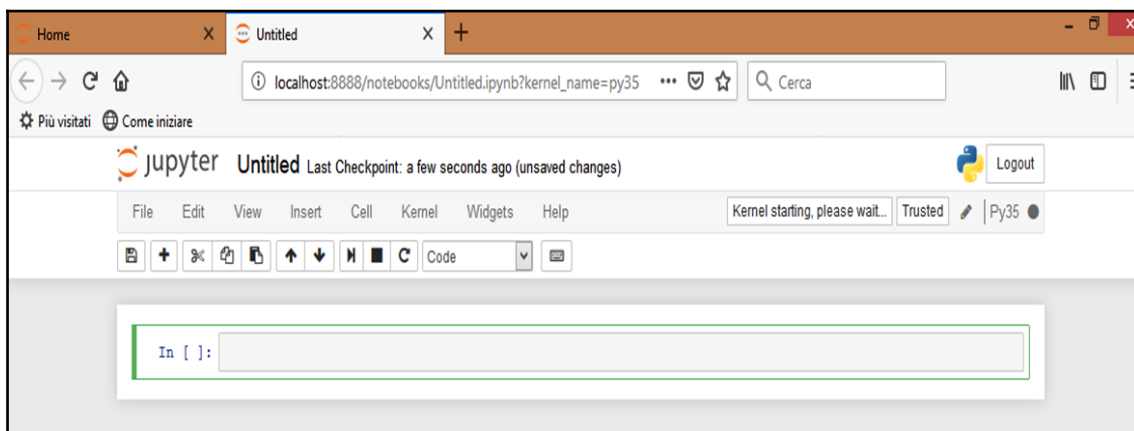 Home
Untitled
localhost:8888/notebooks/Untitled.ipynb?kernel_name=py35
Cerca
Più visitati Come iniziare
jupyter Untitled Last Checkpoint: a few seconds ago (unsaved changes) Logout
File Edit View Insert Cell Kernel Widgets Help Kernel starting, please wait... Trusted Py35
Code
In [ ]: